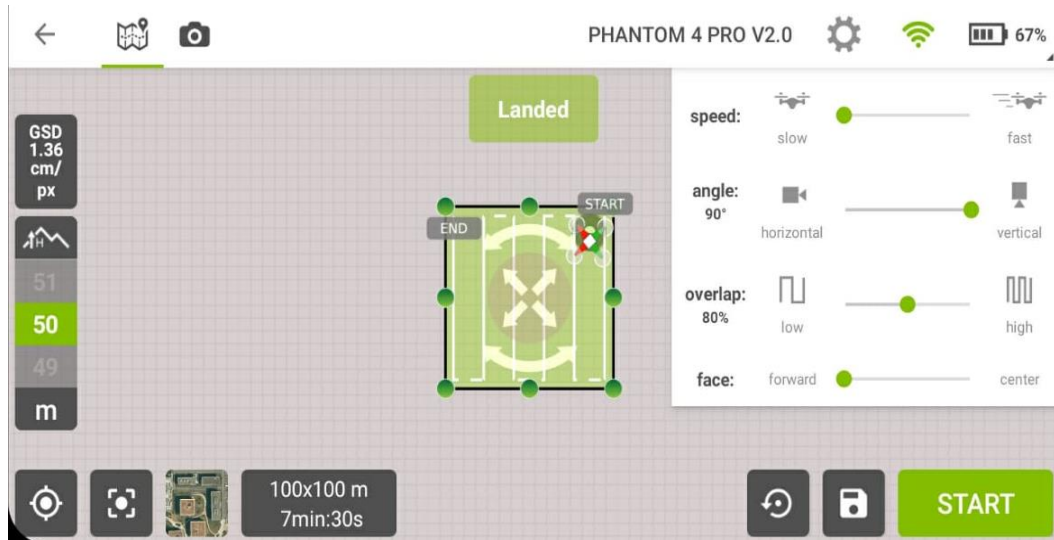 PHANTOM 4 PRO V2.0
67%
Landed
GSD
1.36
cm/
px
H
51
50
49
m
START
END
speed:
slow
fast
angle:
90°
horizontal
vertical
overlap:
80%
low
high
face:
forward
center
100x100 m
7min:30s
START